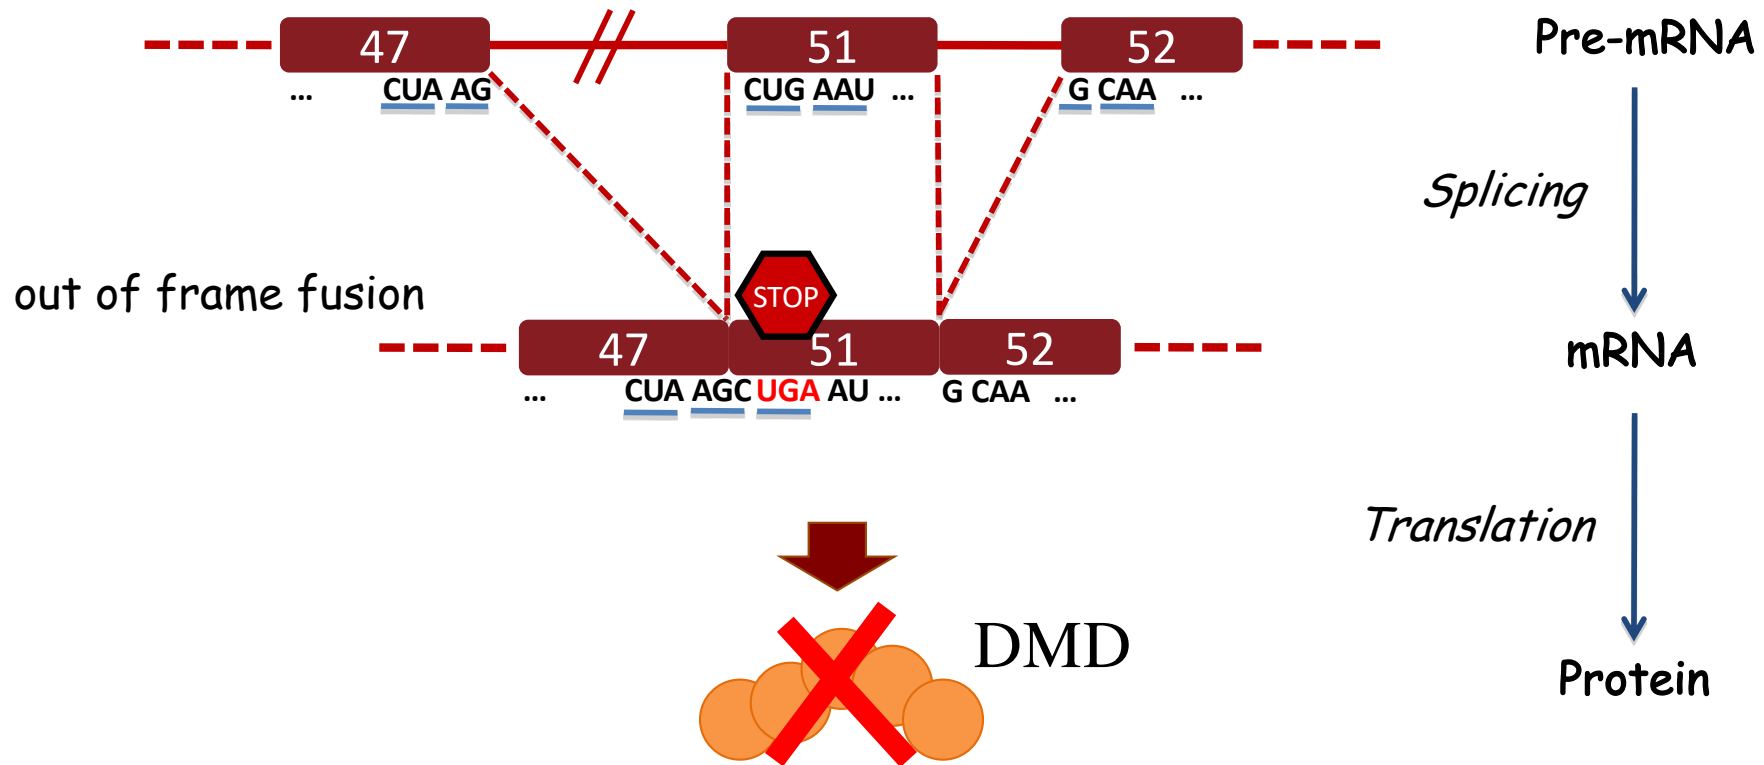 47 51 52 Pre-mRNA
... CUA AG CUG AAU ... G CAA ...
Splicing
out of frame fusion STOP
47 51 52 mRNA
... CUA AGC UGA AU ... G CAA ...
Translation
DMD
Protein